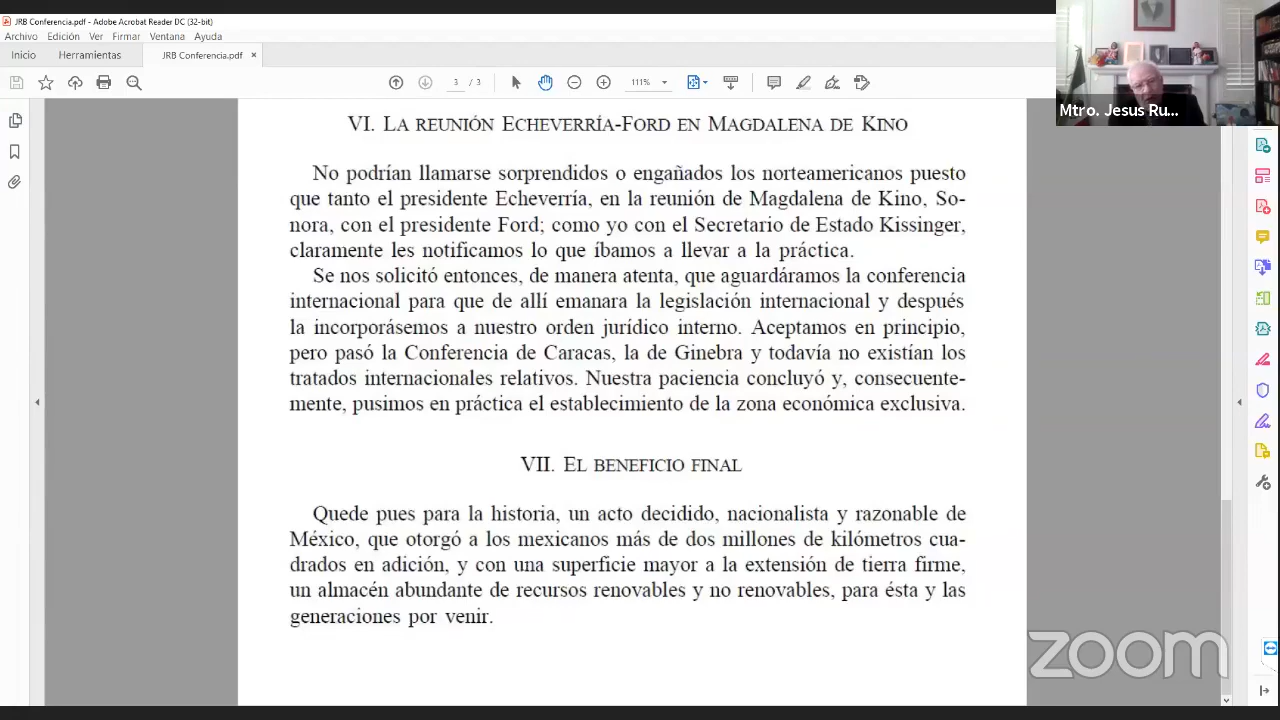 JRB Conferencia.pdf - Adobe Acrobat Reader DC (32-bit)
Archivo Edición Ver Firmar Ventana Ayuda
Inicio Herramientas JRB Conferencia.pdf ×
3 / 3 111%
Mtro. Jesus Ru...
VI. LA REUNIÓN ECHEVERRÍA-FORD EN MAGDALENA DE KINO
No podrían llamarse sorprendidos o engañados los norteamericanos puesto
que tanto el presidente Echeverría, en la reunión de Magdalena de Kino, So-
nora, con el presidente Ford; como yo con el Secretario de Estado Kissinger,
claramente les notificamos lo que íbamos a llevar a la práctica.
Se nos solicitó entonces, de manera atenta, que aguardáramos la conferencia
internacional para que de allí emanara la legislación internacional y después
la incorporásemos a nuestro orden jurídico interno. Aceptamos en principio,
pero pasó la Conferencia de Caracas, la de Ginebra y todavía no existían los
tratados internacionales relativos. Nuestra paciencia concluyó y, consecuente-
mente, pusimos en práctica el establecimiento de la zona económica exclusiva.
VII. EL BENEFICIO FINAL
Quede pues para la historia, un acto decidido, nacionalista y razonable de
México, que otorgó a los mexicanos más de dos millones de kilómetros cua-
drados en adición, y con una superficie mayor a la extensión de tierra firme,
un almacén abundante de recursos renovables y no renovables, para ésta y las
generaciones por venir.
zoom